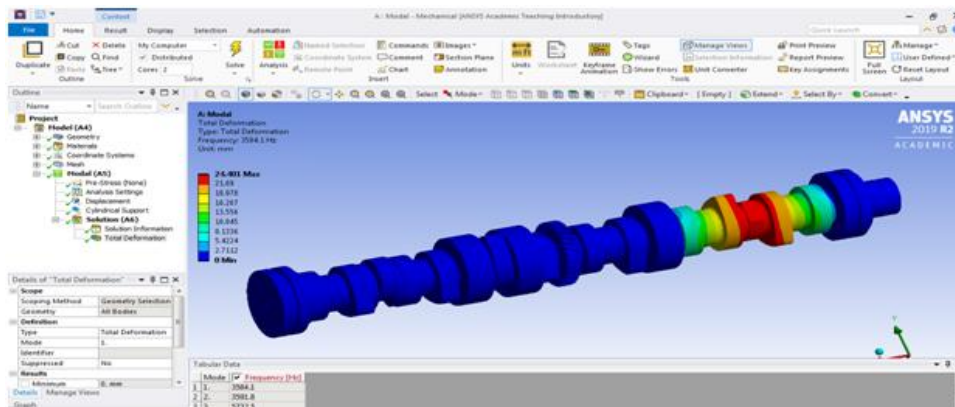 Context
A : Modal - Mechanical [ANSYS Academic Teaching Introductory]
File Home Result Display Selection Automation
Quick Launch
Duplicate
Cut Delete My Computer
Copy Find Distributed
Paste Tree Cores 2
Outline
Solve
Solve
Analysis
Named Selection Commands Images
Coordinate System Comment Section Plane
Remote Point Chart Annotation
Insert
Units Worksheet Keyframe Animation
Tags Manage Views Print Preview
Wizard Selection Information Report Preview
Show Errors Unit Converter Key Assignments
Tools
Full Screen
Manage
User Defined
Reset Layout
Layout
Outline
Select Mode Clipboard [ Empty ] Extend Select By Convert
Name Search Outline
Project
Model (A4)
Geometry
Materials
Coordinate Systems
Mesh
Modal (A5)
Pre-Stress (None)
Analysis Settings
Displacement
Cylindrical Support
Solution (A6)
Solution Information
Total Deformation
A: Modal
Total Deformation
Type: Total Deformation
Frequency: 3584.1 Hz
Unit: mm
24.401 Max
21.69
18.978
16.267
13.556
10.845
8.1336
5.4224
2.7112
0 Min
ANSYS
2019 R2
ACADEMIC
Details of "Total Deformation"
Scope
Scoping Method Geometry Selection
Geometry All Bodies
Definition
Type Total Deformation
Mode 1.
Identifier
Suppressed No
Results
Minimum 0. mm
Details Manage Views
Graph
Tabular Data
Mode Frequency [Hz]
1 1. 3584.1
2 2. 3591.8